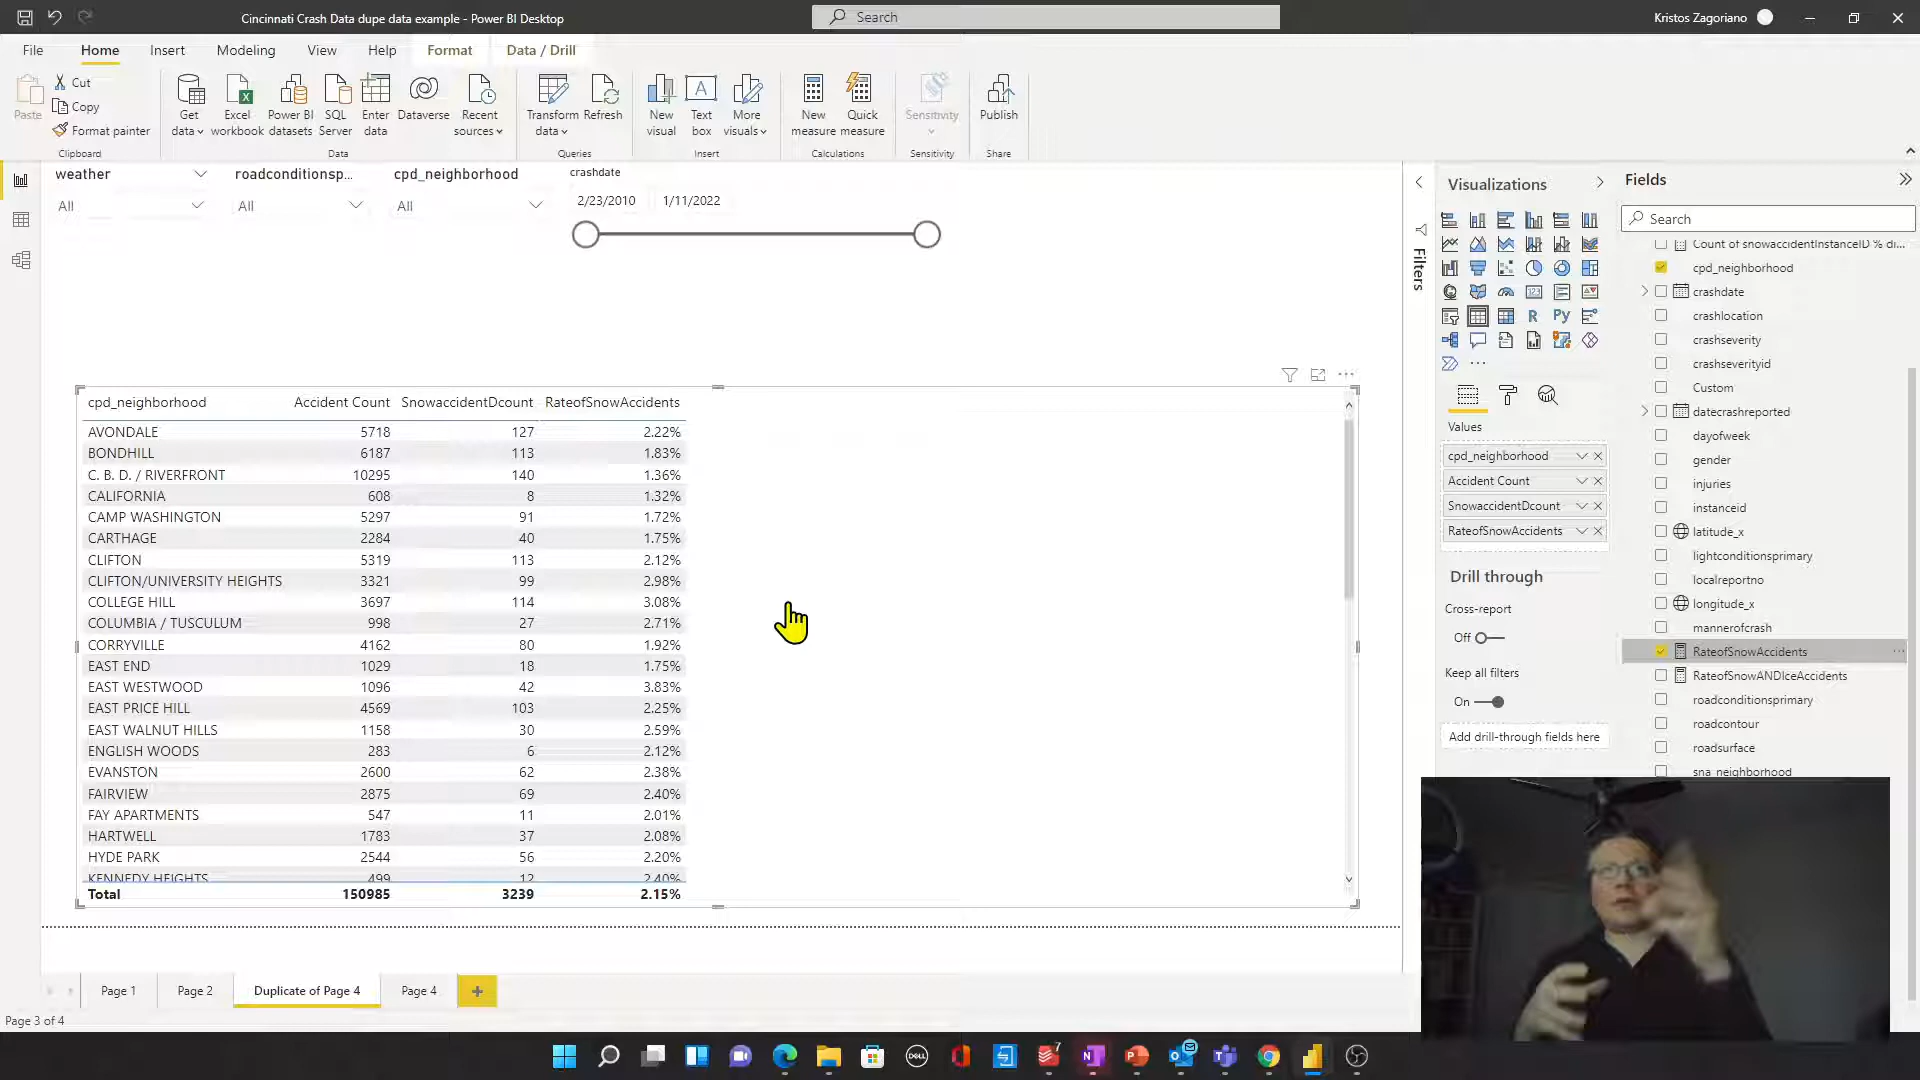 Cincinnati Crash Data dupe data example - Power BI Desktop
Search
Kristos Zagoriano
File Home Insert Modeling View Help Format Data / Drill
Paste
Cut
Copy
Format painter
Clipboard
Get data
Excel workbook
Power BI datasets
SQL Server
Enter data
Dataverse
Recent sources
Data
Transform data
Refresh
Queries
New visual
Text box
More visuals
Insert
New measure
Quick measure
Calculations
Sensitivity
Sensitivity
Publish
Share
weather
All
roadconditionsp...
All
cpd_neighborhood
All
crashdate
2/23/2010 1/11/2022
cpd_neighborhood Accident Count SnowaccidentDcount RateofSnowAccidents
AVONDALE 5718 127 2.22%
BONDHILL 6187 113 1.83%
C. B. D. / RIVERFRONT 10295 140 1.36%
CALIFORNIA 608 8 1.32%
CAMP WASHINGTON 5297 91 1.72%
CARTHAGE 2284 40 1.75%
CLIFTON 5319 113 2.12%
CLIFTON/UNIVERSITY HEIGHTS 3321 99 2.98%
COLLEGE HILL 3697 114 3.08%
COLUMBIA / TUSCULUM 998 27 2.71%
CORRYVILLE 4162 80 1.92%
EAST END 1029 18 1.75%
EAST WESTWOOD 1096 42 3.83%
EAST PRICE HILL 4569 103 2.25%
EAST WALNUT HILLS 1158 30 2.59%
ENGLISH WOODS 283 6 2.12%
EVANSTON 2600 62 2.38%
FAIRVIEW 2875 69 2.40%
FAY APARTMENTS 547 11 2.01%
HARTWELL 1783 37 2.08%
HYDE PARK 2544 56 2.20%
KENNEDY HEIGHTS 499 12 2.40%
Total 150985 3239 2.15%
Filters
Visualizations
123
R Py
Values
cpd_neighborhood
Accident Count
SnowaccidentDcount
RateofSnowAccidents
Drill through
Cross-report
Off
Keep all filters
On
Add drill-through fields here
Fields
Search
Count of snowaccidentInstanceID % di...
cpd_neighborhood
crashdate
crashlocation
crashseverity
crashseverityid
Custom
datecrashreported
dayofweek
gender
injuries
instanceid
latitude_x
lightconditionsprimary
localreportno
longitude_x
mannerofcrash
RateofSnowAccidents
RateofSnowANDIceAccidents
roadconditionsprimary
roadcontour
roadsurface
sna_neighborhood
Page 1 Page 2 Duplicate of Page 4 Page 4 +
Page 3 of 4
DELL
7